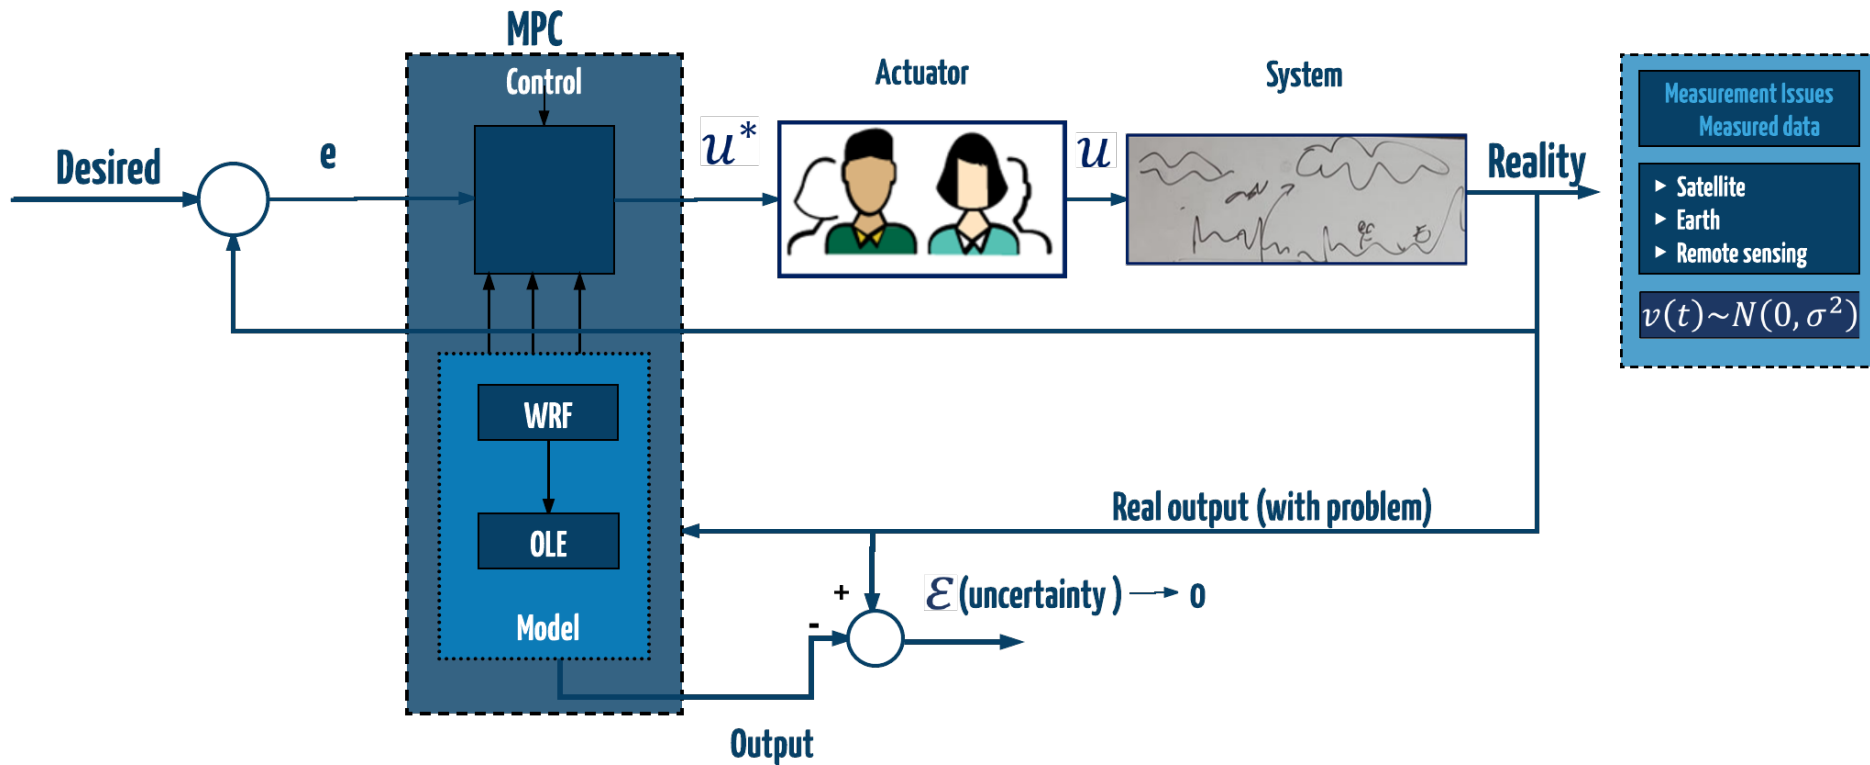 MPC
Control
Actuator
System
Measurement Issues
Measured data
Desired
e
u*
u
Reality
▸ Satellite
▸ Earth
▸ Remote sensing
v(t)~N(0, σ²)
WRF
OLE
Model
Real output (with problem)
+
-
ε (uncertainty ) → 0
Output